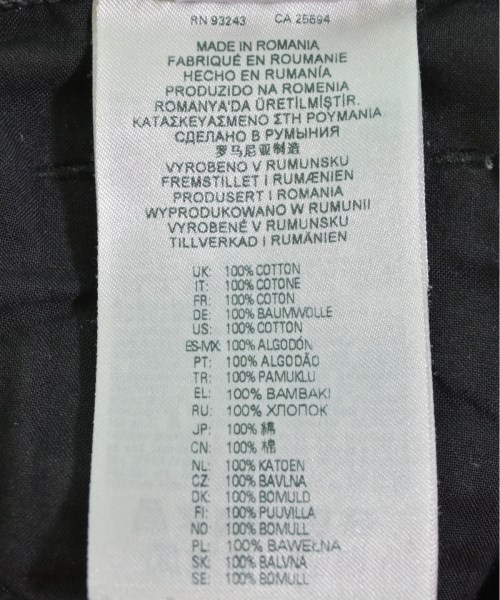 RN 93243 CA 25694
MADE IN ROMANIA
FABRIQUÉ EN ROUMANIE
HECHO EN RUMANÍA
PRODUZIDO NA ROMENIA
ROMANYA'DA ÜRETİLMİŞTİR.
ΚΑΤΑΣΚΕΥΑΣΜΕΝΟ ΣΤΗ ΡΟΥΜΑΝΙΑ
СДЕЛАНО В РУМЫНИЯ
罗马尼亚制造
VYROBENO V RUMUNSKU
FREMSTILLET I RUMÆNIEN
PRODUSERT I ROMANIA
WYPRODUKOWANO W RUMUNII
VYROBENÉ V RUMUNSKU
TILLVERKAD I RUMÄNIEN
UK: 100% COTTON
IT: 100% COTONE
FR: 100% COTON
DE: 100% BAUMWOLLE
US: 100% COTTON
ES-MX: 100% ALGODÓN
PT: 100% ALGODÃO
TR: 100% PAMUKLU
EL: 100% BAMBAKI
RU: 100% ХЛОПОК
JP: 100% 綿
CN: 100% 棉
NL: 100% KATOEN
CZ: 100% BAVLNA
DK: 100% BOMULD
FI: 100% PUUVILLA
NO: 100% BOMULL
PL: 100% BAWEŁNA
SK: 100% BALVNA
SE: 100% BOMULL